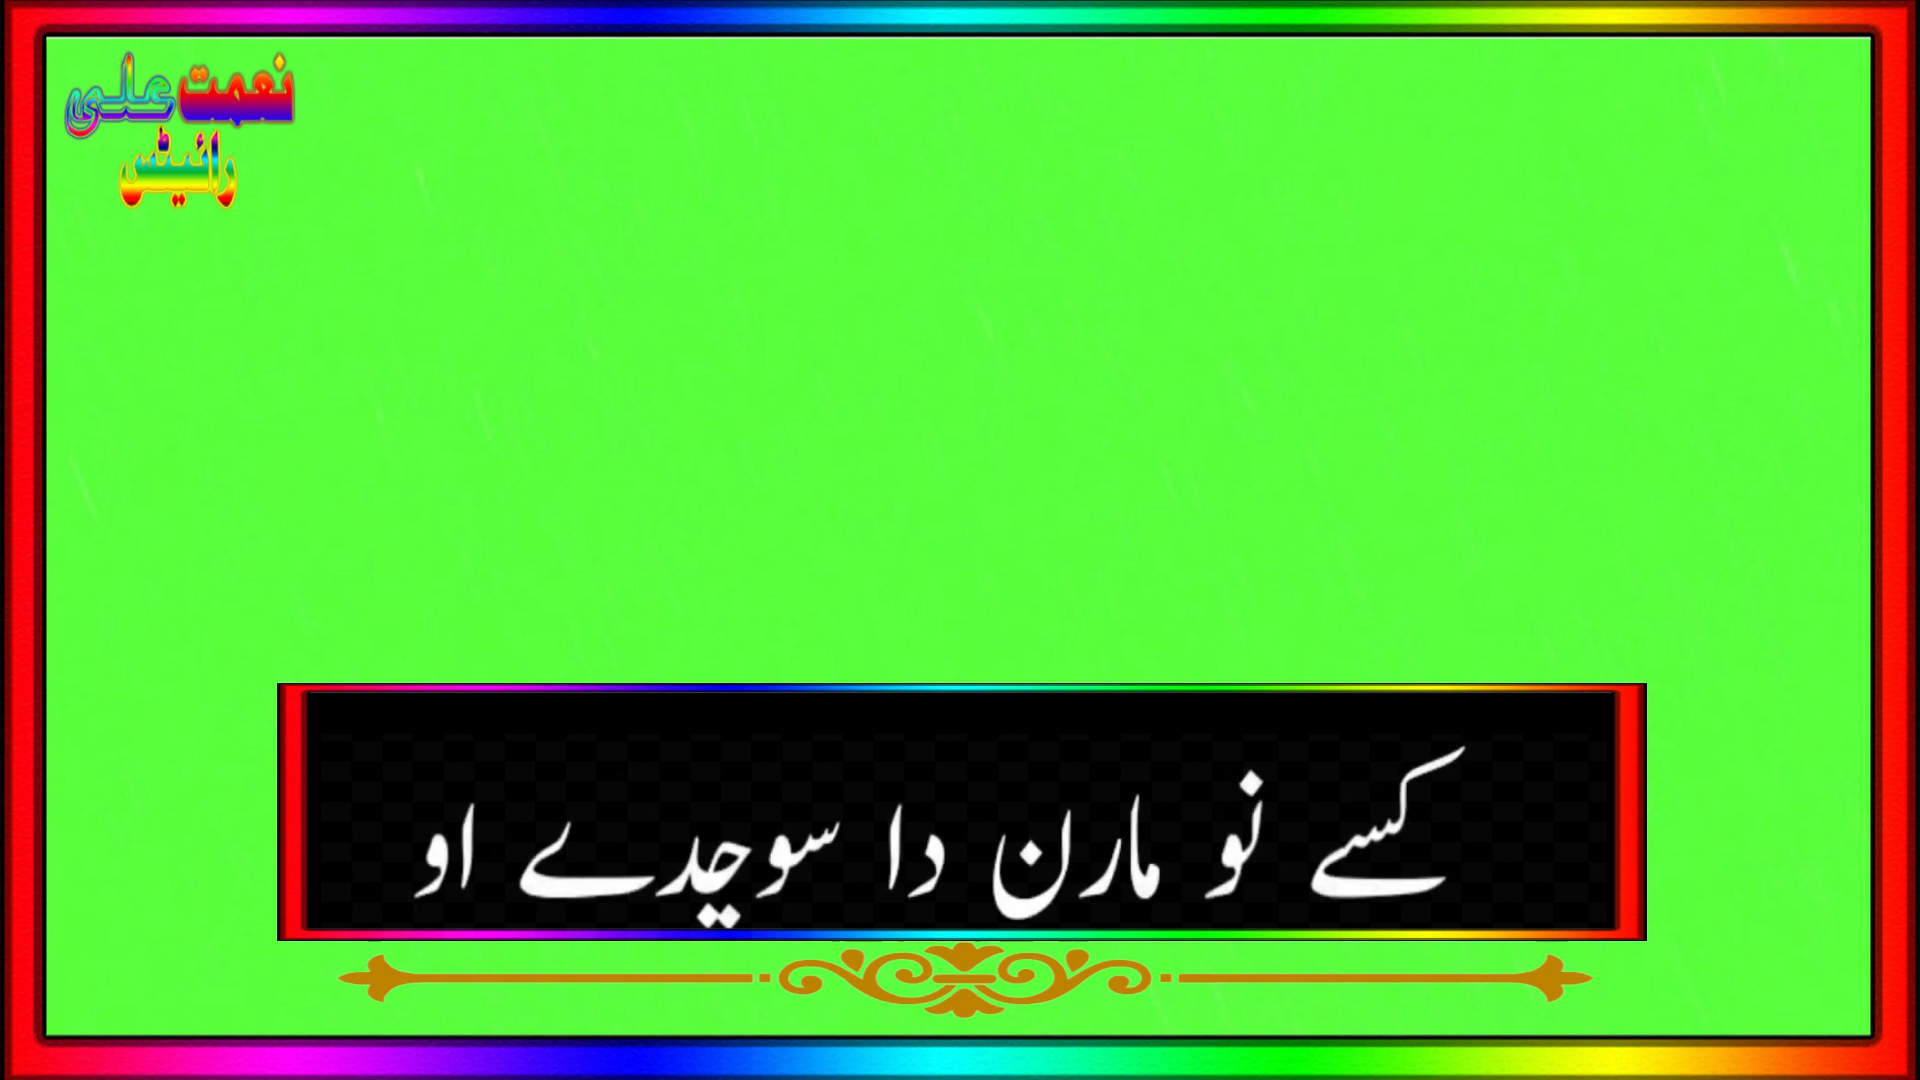 نعمت علی
رائیٹس
کسے نو مارن دا سوچدے او